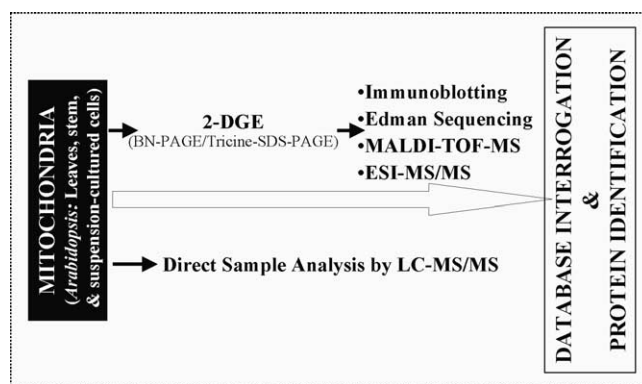 MITOCHONDRIA
(Arabidopsis: Leaves, stem,
& suspension-cultured cells)
2-DGE
(BN-PAGE/Tricine-SDS-PAGE)
•Immunoblotting
•Edman Sequencing
•MALDI-TOF-MS
•ESI-MS/MS
Direct Sample Analysis by LC-MS/MS
DATABASE INTERROGATION
&
PROTEIN IDENTIFICATION